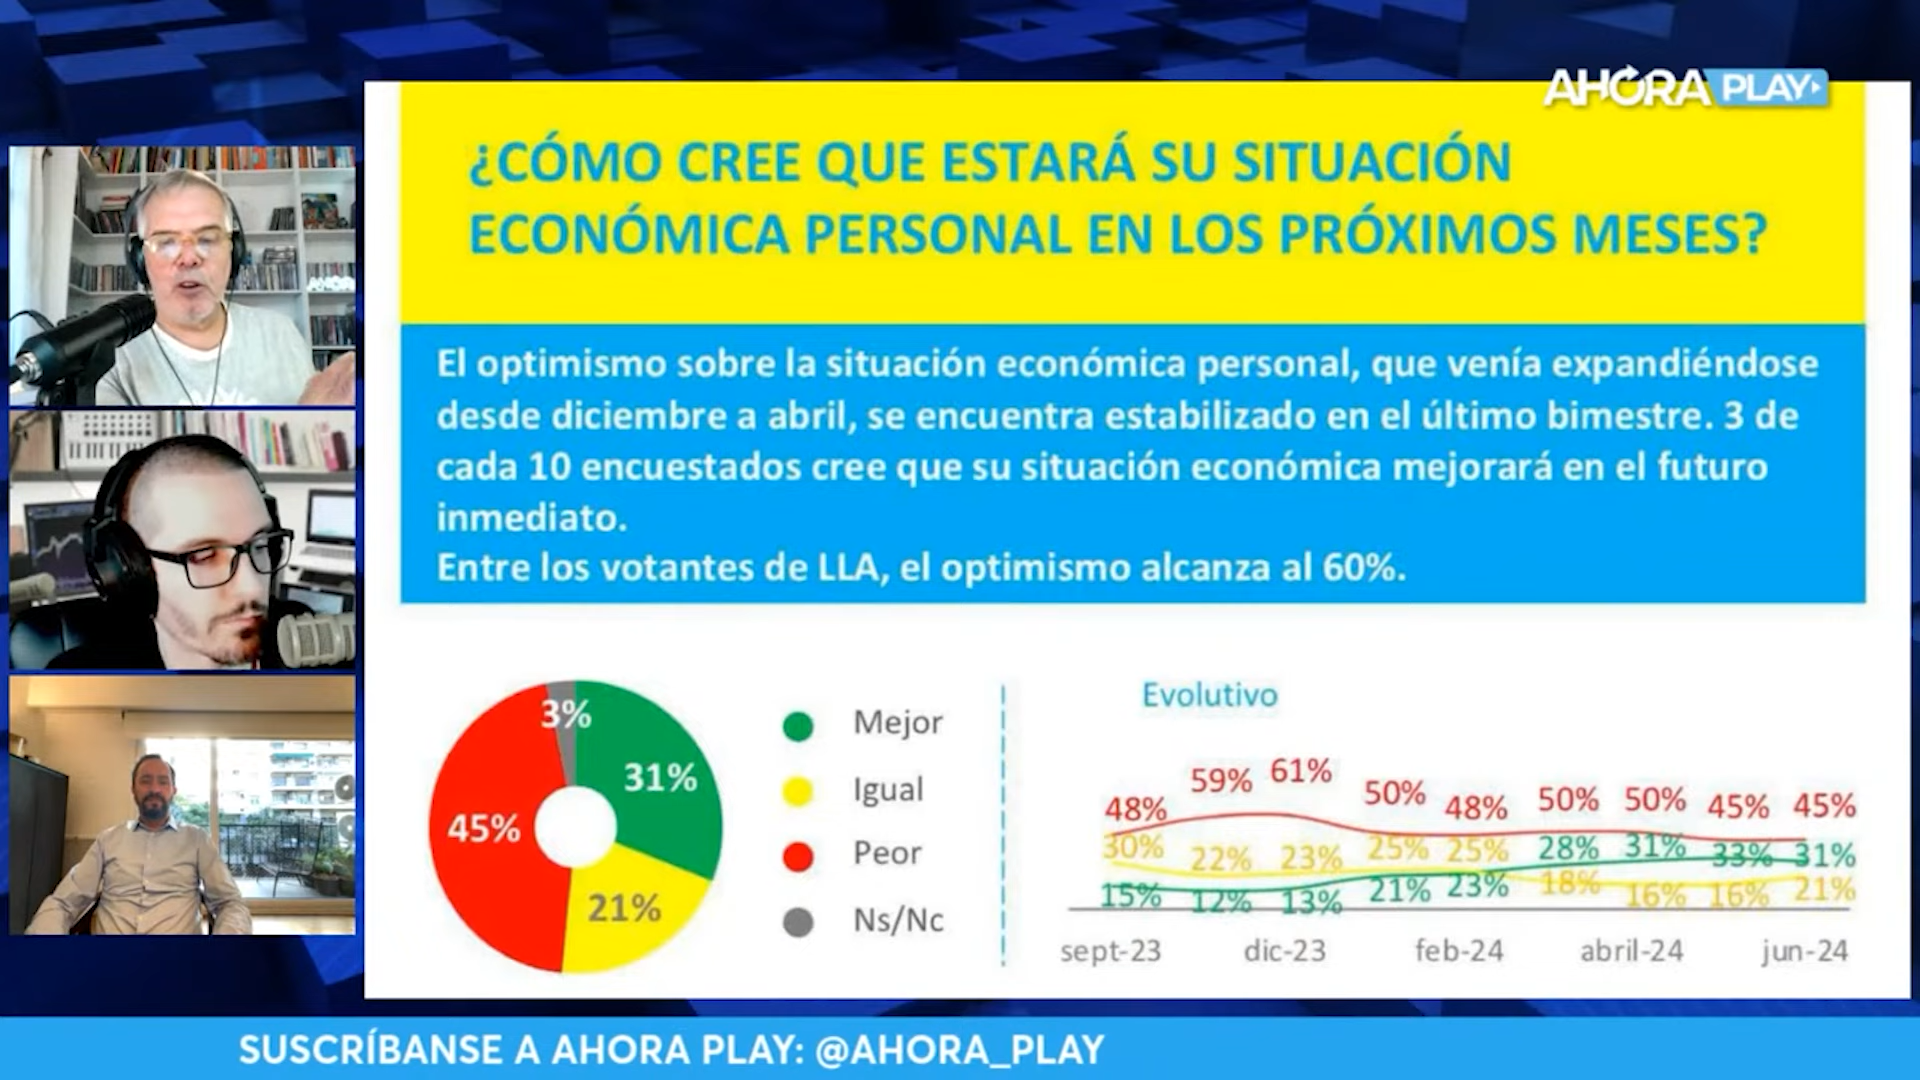 AHORA PLAY
¿CÓMO CREE QUE ESTARÁ SU SITUACIÓN
ECONÓMICA PERSONAL EN LOS PRÓXIMOS MESES?
El optimismo sobre la situación económica personal, que venía expandiéndose
desde diciembre a abril, se encuentra estabilizado en el último bimestre. 3 de
cada 10 encuestados cree que su situación económica mejorará en el futuro
inmediato.
Entre los votantes de LLA, el optimismo alcanza al 60%.
3%
31%
45%
21%
Mejor
Igual
Peor
Ns/Nc
Evolutivo
48% 59% 61% 50% 48% 50% 50% 45% 45%
30% 22% 23% 25% 25% 28% 31% 33% 31%
15% 12% 13% 21% 23% 18% 16% 16% 21%
sept-23 dic-23 feb-24 abril-24 jun-24
SUSCRÍBANSE A AHORA PLAY: @AHORA_PLAY